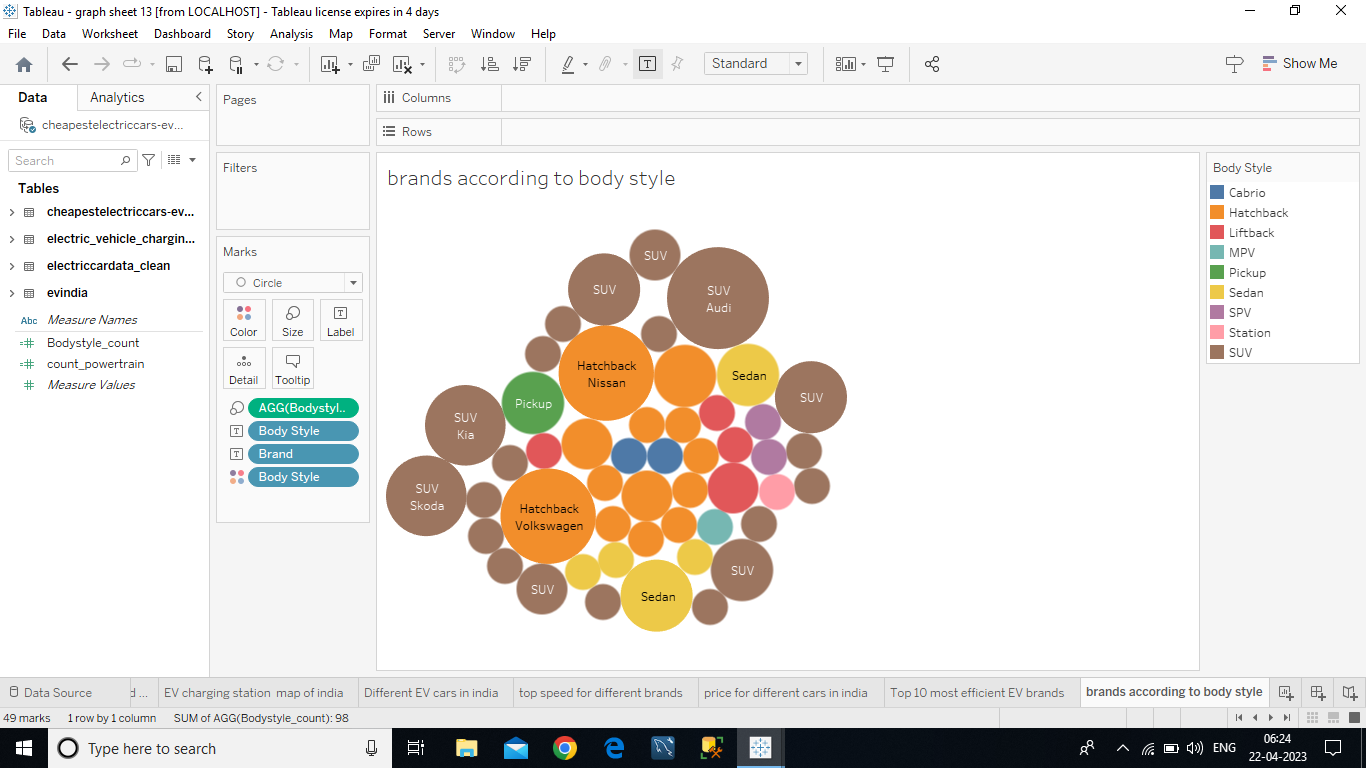 Tableau - graph sheet 13 [from LOCALHOST] - Tableau license expires in 4 days
File Data Worksheet Dashboard Story Analysis Map Format Server Window Help
Standard
Show Me
Data Analytics
cheapestelectriccars-ev...
Search
Tables
cheapestelectriccars-ev...
electric_vehicle_chargin...
electriccardata_clean
evindia
Abc Measure Names
Bodystyle_count
count_powertrain
Measure Values
Pages
Filters
Marks
Circle
Color Size Label
Detail Tooltip
AGG(Bodystyl..
Body Style
Brand
Body Style
Columns
Rows
brands according to body style
SUV
SUV
SUV
Audi
Hatchback
Nissan
Sedan
SUV
Pickup
SUV
Kia
SUV
Skoda
Hatchback
Volkswagen
SUV
SUV
Sedan
Body Style
Cabrio
Hatchback
Liftback
MPV
Pickup
Sedan
SPV
Station
SUV
Data Source d ... EV charging station map of india Different EV cars in india top speed for different brands price for different cars in india Top 10 most efficient EV brands brands according to body style
49 marks 1 row by 1 column SUM of AGG(Bodystyle_count): 98
Type here to search
ENG
06:24
22-04-2023